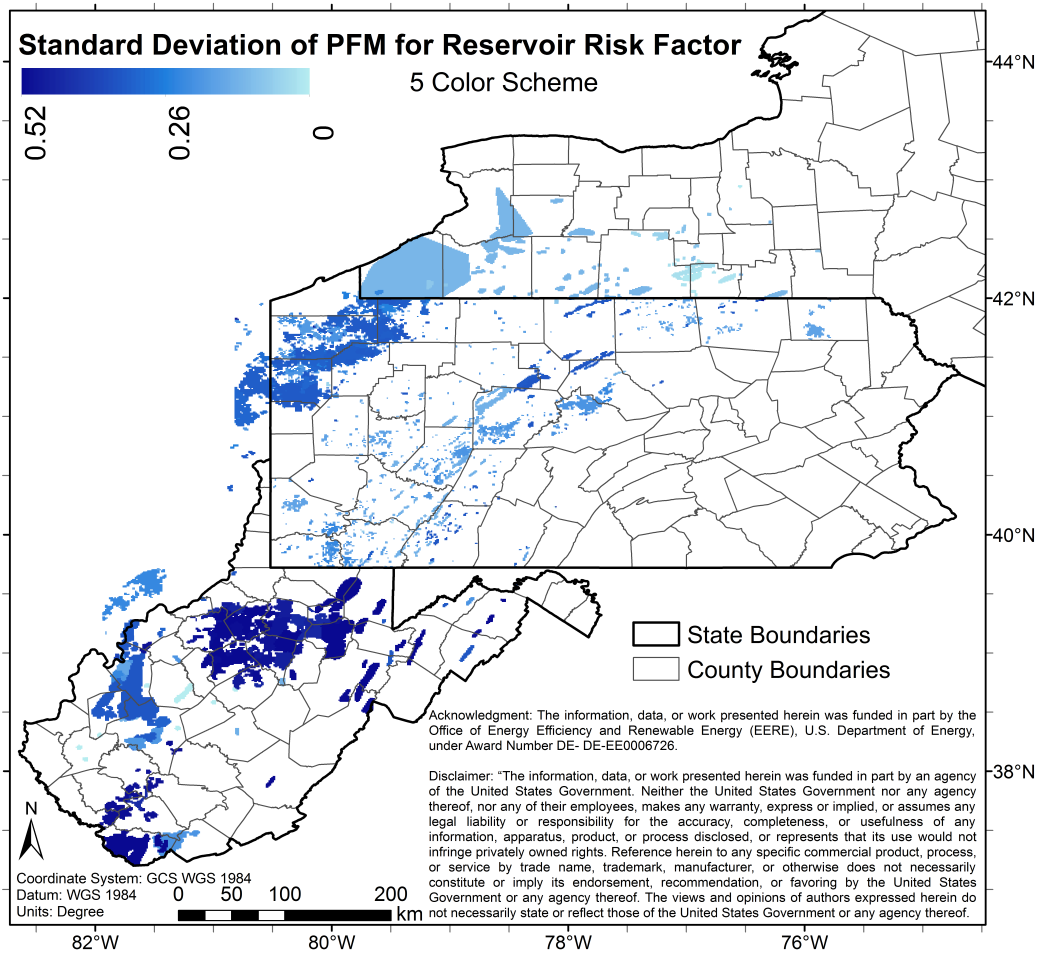 Standard Deviation of PFM for Reservoir Risk Factor
5 Color Scheme
0.52
0.26
0
44°N
42°N
40°N
38°N
State Boundaries
County Boundaries
Acknowledgment: The information, data, or work presented herein was funded in part by the
Office of Energy Efficiency and Renewable Energy (EERE), U.S. Department of Energy,
under Award Number DE- DE-EE0006726.
Disclaimer: “The information, data, or work presented herein was funded in part by an agency
of the United States Government. Neither the United States Government nor any agency
thereof, nor any of their employees, makes any warranty, express or implied, or assumes any
legal liability or responsibility for the accuracy, completeness, or usefulness of any
information, apparatus, product, or process disclosed, or represents that its use would not
infringe privately owned rights. Reference herein to any specific commercial product, process,
or service by trade name, trademark, manufacturer, or otherwise does not necessarily
constitute or imply its endorsement, recommendation, or favoring by the United States
Government or any agency thereof. The views and opinions of authors expressed herein do
not necessarily state or reflect those of the United States Government or any agency thereof.
N
Coordinate System: GCS WGS 1984
Datum: WGS 1984
Units: Degree
0 50 100 200
km
82°W 80°W 78°W 76°W